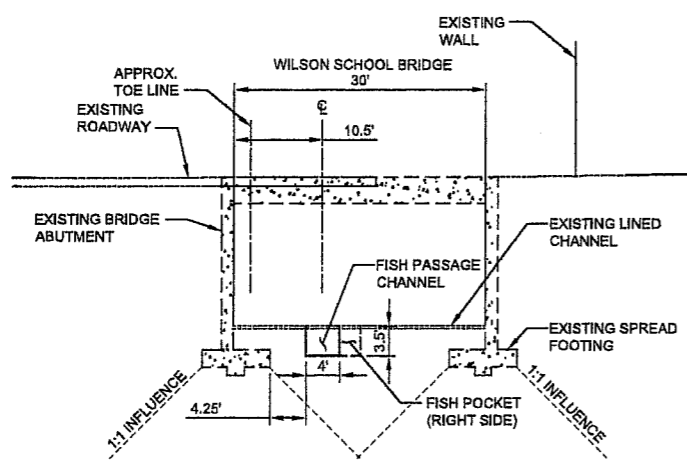 EXISTING
WALL
WILSON SCHOOL BRIDGE
30'
APPROX.
TOE LINE
℄
EXISTING
ROADWAY
10.5'
EXISTING BRIDGE
ABUTMENT
EXISTING LINED
CHANNEL
FISH PASSAGE
CHANNEL
3.5'
EXISTING SPREAD
FOOTING
4'
4.25'
FISH POCKET
(RIGHT SIDE)
1:1 INFLUENCE
1:1 INFLUENCE